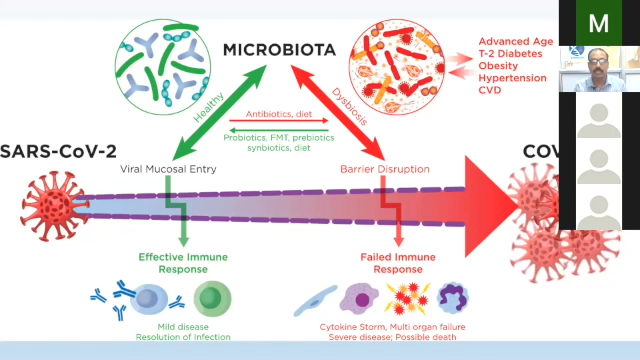 MICROBIOTA
Advanced Age
T-2 Diabetes
Obesity
Hypertension
CVD
M
Healthy
Dysbiosis
Antibiotics, diet
Probiotics, FMT, prebiotics
synbiotics, diet
SARS-CoV-2
COV
Viral Mucosal Entry
Barrier Disruption
Effective Immune
Response
Failed Immune
Response
Mild disease
Resolution of Infection
Cytokine Storm, Multi organ failure
Severe disease; Possible death